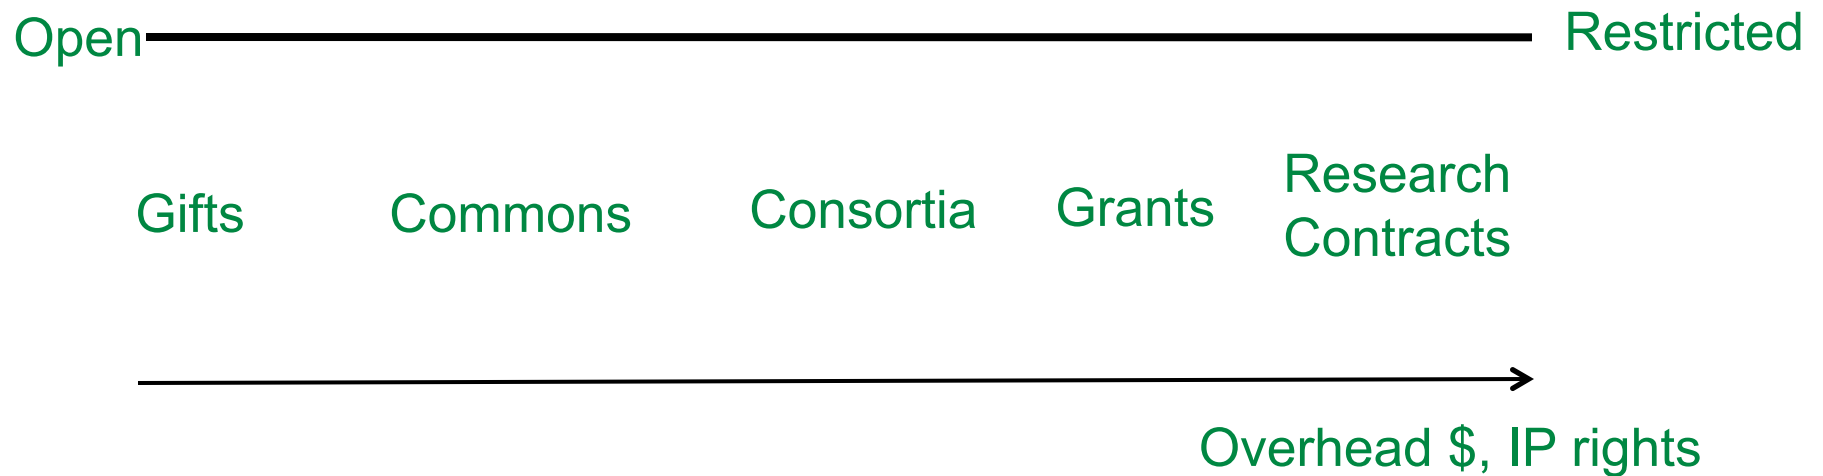 Open
Restricted
Gifts
Commons
Consortia
Grants
Research
Contracts
Overhead $, IP rights